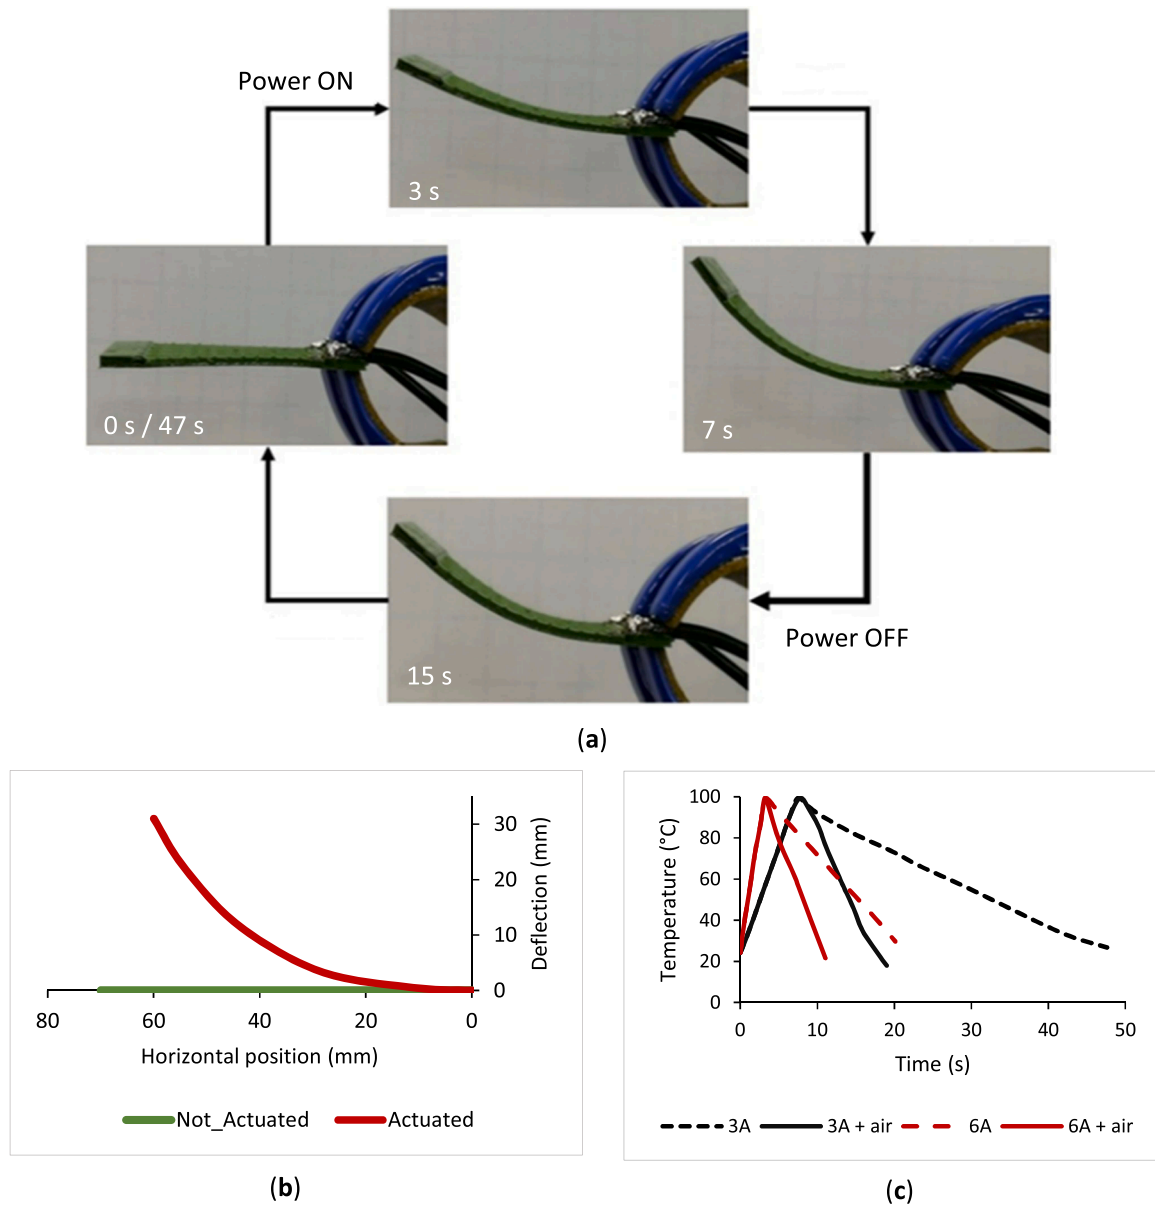 Power ON
3 s
0 s / 47 s
7 s
15 s
Power OFF
(a)
30
20
10
0
Deflection (mm)
80 60 40 20 0
Horizontal position (mm)
Not_Actuated Actuated
(b)
100
80
60
40
20
0
Temperature (°C)
0 10 20 30 40 50
Time (s)
3A 3A + air 6A 6A + air
(c)